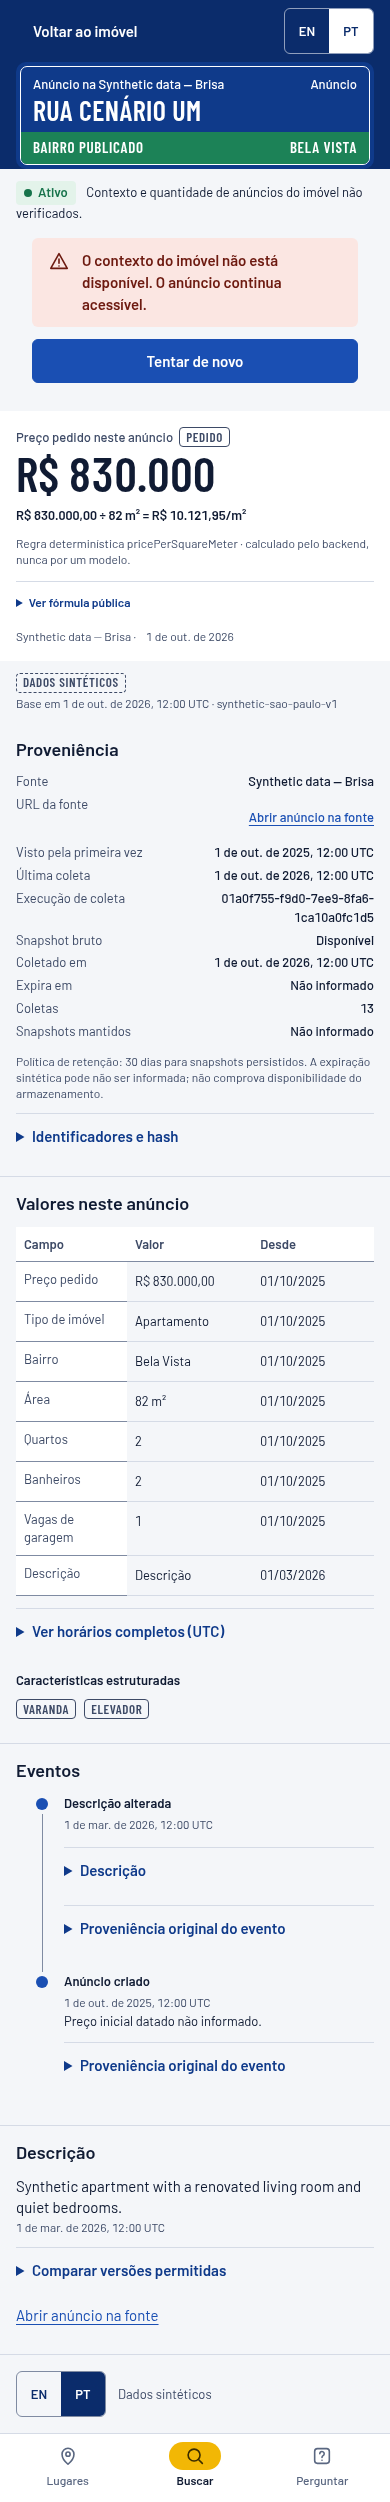 Voltar ao imóvel
EN PT
Anúncio na Synthetic data — Brisa Anúncio
RUA CENÁRIO UM
BAIRRO PUBLICADO BELA VISTA
Ativo Contexto e quantidade de anúncios do imóvel não
verificados.
O contexto do imóvel não está
disponível. O anúncio continua
acessível.
Tentar de novo
Preço pedido neste anúncio PEDIDO
R$ 830.000
R$ 830.000,00 ÷ 82 m² = R$ 10.121,95/m²
Regra determinística pricePerSquareMeter · calculado pelo backend,
nunca por um modelo.
Ver fórmula pública
Synthetic data — Brisa · 1 de out. de 2026
DADOS SINTÉTICOS
Base em 1 de out. de 2026, 12:00 UTC · synthetic-sao-paulo-v1
Proveniência
Fonte Synthetic data — Brisa
URL da fonte
Abrir anúncio na fonte
Visto pela primeira vez 1 de out. de 2025, 12:00 UTC
Última coleta 1 de out. de 2026, 12:00 UTC
Execução de coleta 01a0f755-f9d0-7ee9-8fa6-
1ca10a0fc1d5
Snapshot bruto Disponível
Coletado em 1 de out. de 2026, 12:00 UTC
Expira em Não informado
Coletas 13
Snapshots mantidos Não informado
Política de retenção: 30 dias para snapshots persistidos. A expiração
sintética pode não ser informada; não comprova disponibilidade do
armazenamento.
Identificadores e hash
Valores neste anúncio
Campo Valor Desde
Preço pedido R$ 830.000,00 01/10/2025
Tipo de imóvel Apartamento 01/10/2025
Bairro Bela Vista 01/10/2025
Área 82 m² 01/10/2025
Quartos 2 01/10/2025
Banheiros 2 01/10/2025
Vagas de 1 01/10/2025
garagem
Descrição Descrição 01/03/2026
Ver horários completos (UTC)
Características estruturadas
VARANDA ELEVADOR
Eventos
Descrição alterada
1 de mar. de 2026, 12:00 UTC
Descrição
Proveniência original do evento
Anúncio criado
1 de out. de 2025, 12:00 UTC
Preço inicial datado não informado.
Proveniência original do evento
Descrição
Synthetic apartment with a renovated living room and
quiet bedrooms.
1 de mar. de 2026, 12:00 UTC
Comparar versões permitidas
Abrir anúncio na fonte
EN PT Dados sintéticos
Lugares Buscar Perguntar